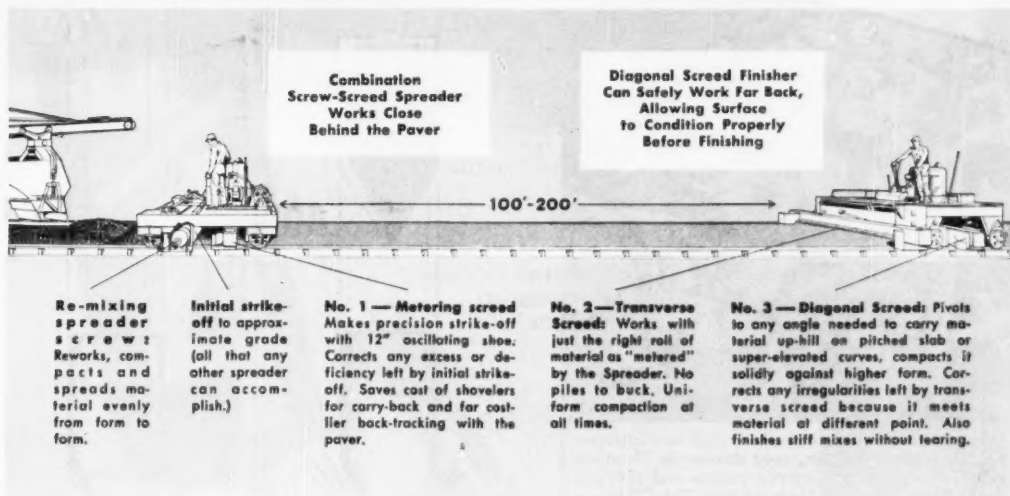 Combination
Screw-Screed Spreader
Works Close
Behind the Paver
Diagonal Screed Finisher
Can Safely Work Far Back,
Allowing Surface
to Condition Properly
Before Finishing
100'-200'
Re-mixing
spreader
screw:
Reworks, com-
pacts and
spreads ma-
terial evenly
from form to
form.
Initial strike-
off to approx-
imate grade
(all that any
other spreader
can accom-
plish.)
No. 1 — Metering screed
Makes precision strike-off
with 12" oscillating shoe.
Corrects any excess or de-
ficiency left by initial strike-
off. Saves cost of shovelers
for carry-back and far cost-
lier back-tracking with the
paver.
No. 2 — Transverse
Screed: Works with
just the right roll of
material as "metered"
by the Spreader. No
piles to buck. Uni-
form compaction at
all times.
No. 3 — Diagonal Screed: Pivots
to any angle needed to carry ma-
terial up-hill on pitched slab or
super-elevated curves, compacts it
solidly against higher form. Cor-
rects any irregularities left by trans-
verse screed because it meets
material at different point. Also
finishes stiff mixes without tearing.